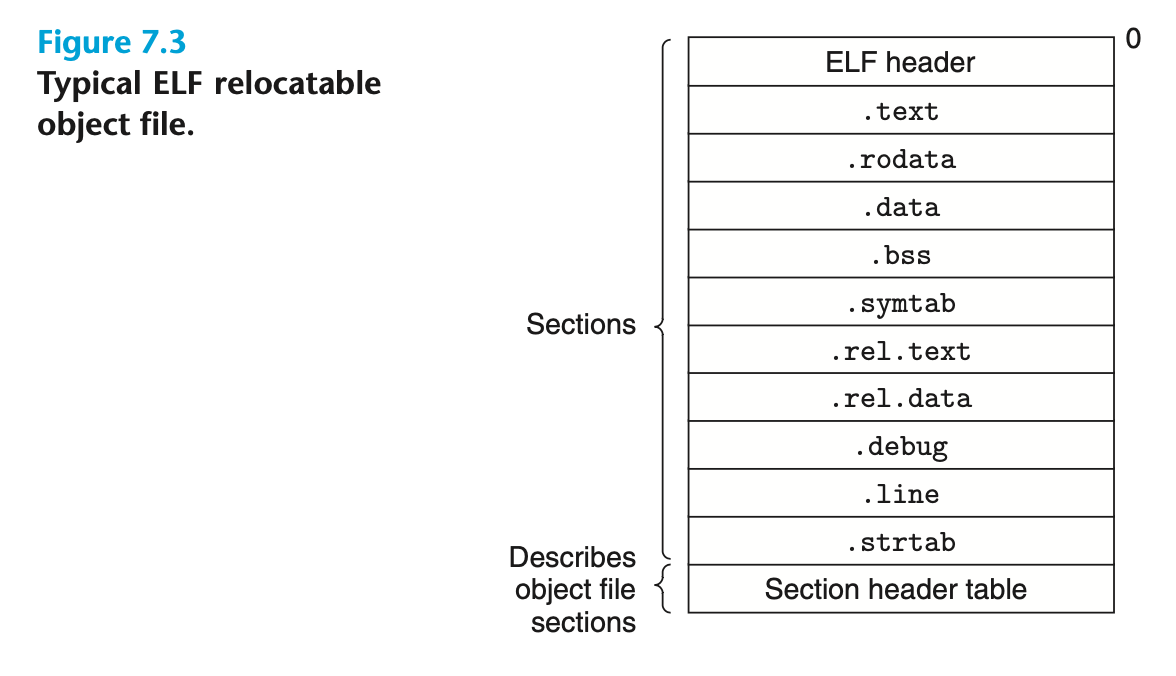 Figure 7.3
Typical ELF relocatable
object file.
0
ELF header
.text
.rodata
.data
.bss
.symtab
.rel.text
.rel.data
.debug
.line
.strtab
Section header table
Sections
Describes
object file
sections